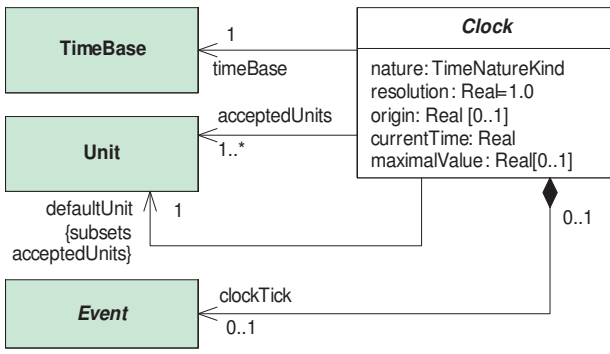 TimeBase
1
timeBase
Clock
nature: TimeNatureKind
resolution: Real=1.0
origin: Real [0..1]
currentTime: Real
maximalValue: Real[0..1]
Unit
acceptedUnits
1..*
defaultUnit
{subsets
acceptedUnits}
1
0..1
Event
clockTick
0..1